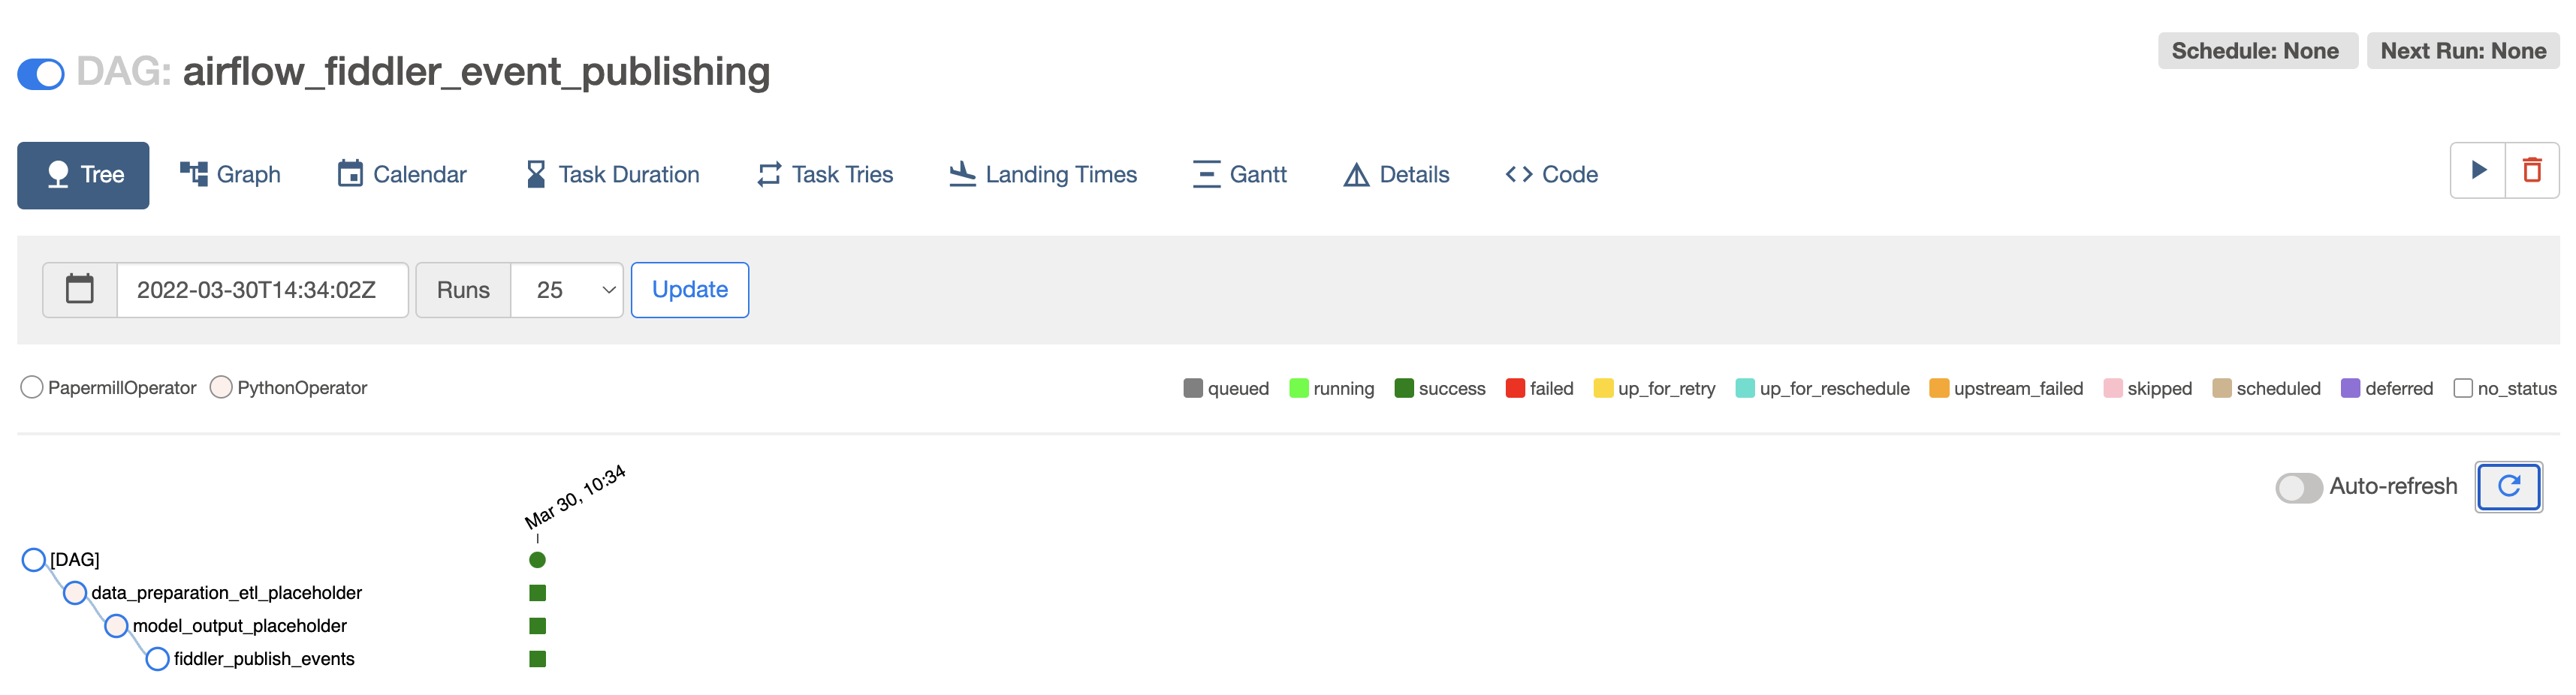 DAG: airflow_fiddler_event_publishing
Schedule: None Next Run: None
Tree Graph Calendar Task Duration Task Tries Landing Times Gantt Details <> Code
2022-03-30T14:34:02Z Runs 25 Update
PapermillOperator PythonOperator queued running success failed up_for_retry up_for_reschedule upstream_failed skipped scheduled deferred no_status
Mar 30, 10:34
Auto-refresh
[DAG]
data_preparation_etl_placeholder
model_output_placeholder
fiddler_publish_events